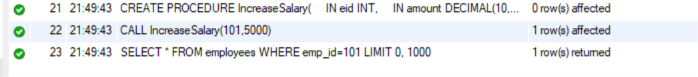 21 21:49:43 CREATE PROCEDURE IncreaseSalary( IN eid INT, IN amount DECIMAL(10,... 0 row(s) affected
22 21:49:43 CALL IncreaseSalary(101,5000) 1 row(s) affected
23 21:49:43 SELECT * FROM employees WHERE emp_id=101 LIMIT 0, 1000 1 row(s) returned